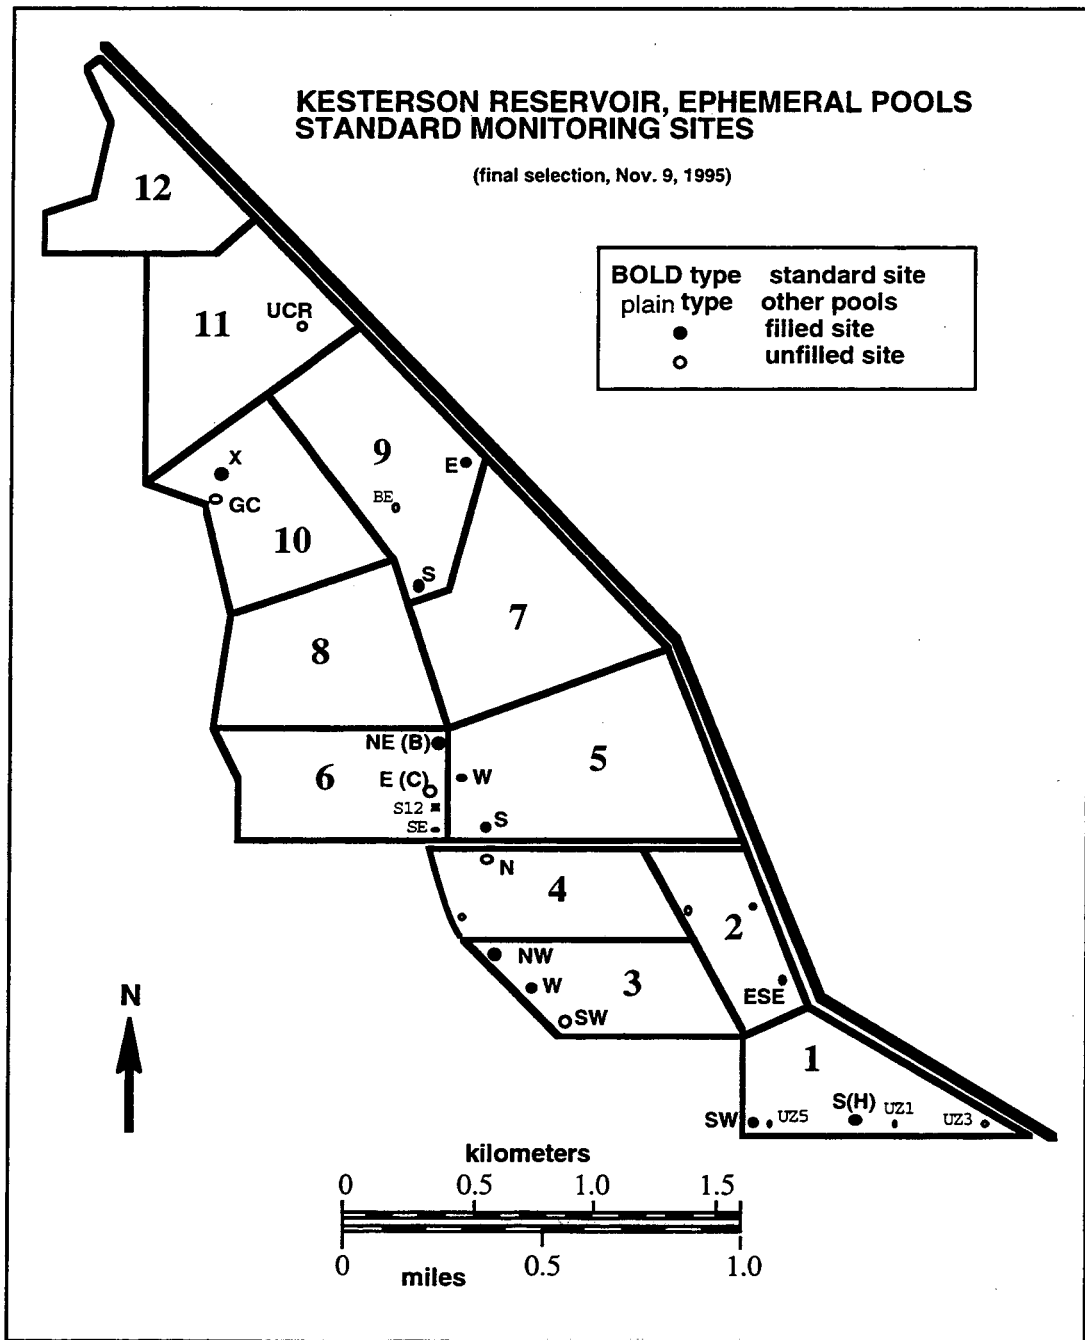 KESTERSON RESERVOIR, EPHEMERAL POOLS
STANDARD MONITORING SITES
(final selection, Nov. 9, 1995)
12
BOLD type standard site
plain type other pools
filled site
unfilled site
UCR
11
9
E
X
BE
GC
10
S
7
8
NE (B)
6
E (C)
W
5
S12
SE
S
N
4
2
NW
W
3
ESE
SW
N
1
S(H)
SW
UZ5
UZ1
UZ3
kilometers
0 0.5 1.0 1.5
0 0.5 1.0
miles